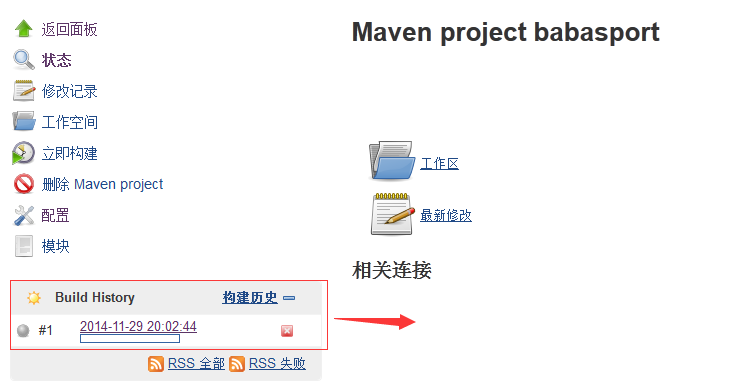 返回面板
状态
修改记录
工作空间
立即构建
删除 Maven project
配置
模块
Build History 构建历史
#1 2014-11-29 20:02:44
RSS 全部 RSS 失败
Maven project babasport
工作区
最新修改
相关连接